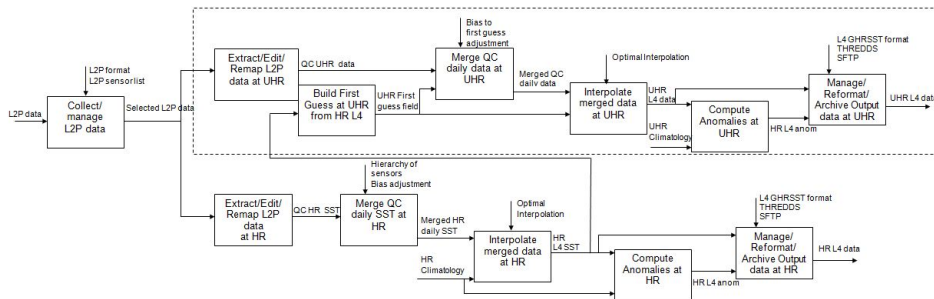 L2P format
L2P sensor list
L2P data
Collect/
manage
L2P data
Selected L2P data
Extract/Edit/
Remap L2P
data at UHR
QC UHR data
Build First
Guess at UHR
from HR L4
UHR First
guess field
Bias to
first guess
adjustment
Merge QC
daily data at
UHR
Merged QC
daily data
Optimal Interpolation
Interpolate
merged data
at UHR
UHR
L4 data
UHR
Climatology
Compute
Anomalies at
UHR
HR L4 anom
L4 GHRSST format
THREDDS
SFTP
Manage/
Reformat/
Archive Output
data at UHR
UHR L4 data
Extract/Edit/
Remap L2P
data
at HR
QC HR SST
Hierarchy of
sensors
Bias adjustment
Merge QC
daily SST at
HR
Merged HR
daily SST
HR
Climatology
Optimal
Interpolation
Interpolate
merged data
at HR
HR
L4 SST
Compute
Anomalies at
HR
HR L4 anom
L4 GHRSST format
THREDDS
SFTP
Manage/
Reformat/
Archive Output
data at HR
HR L4 data